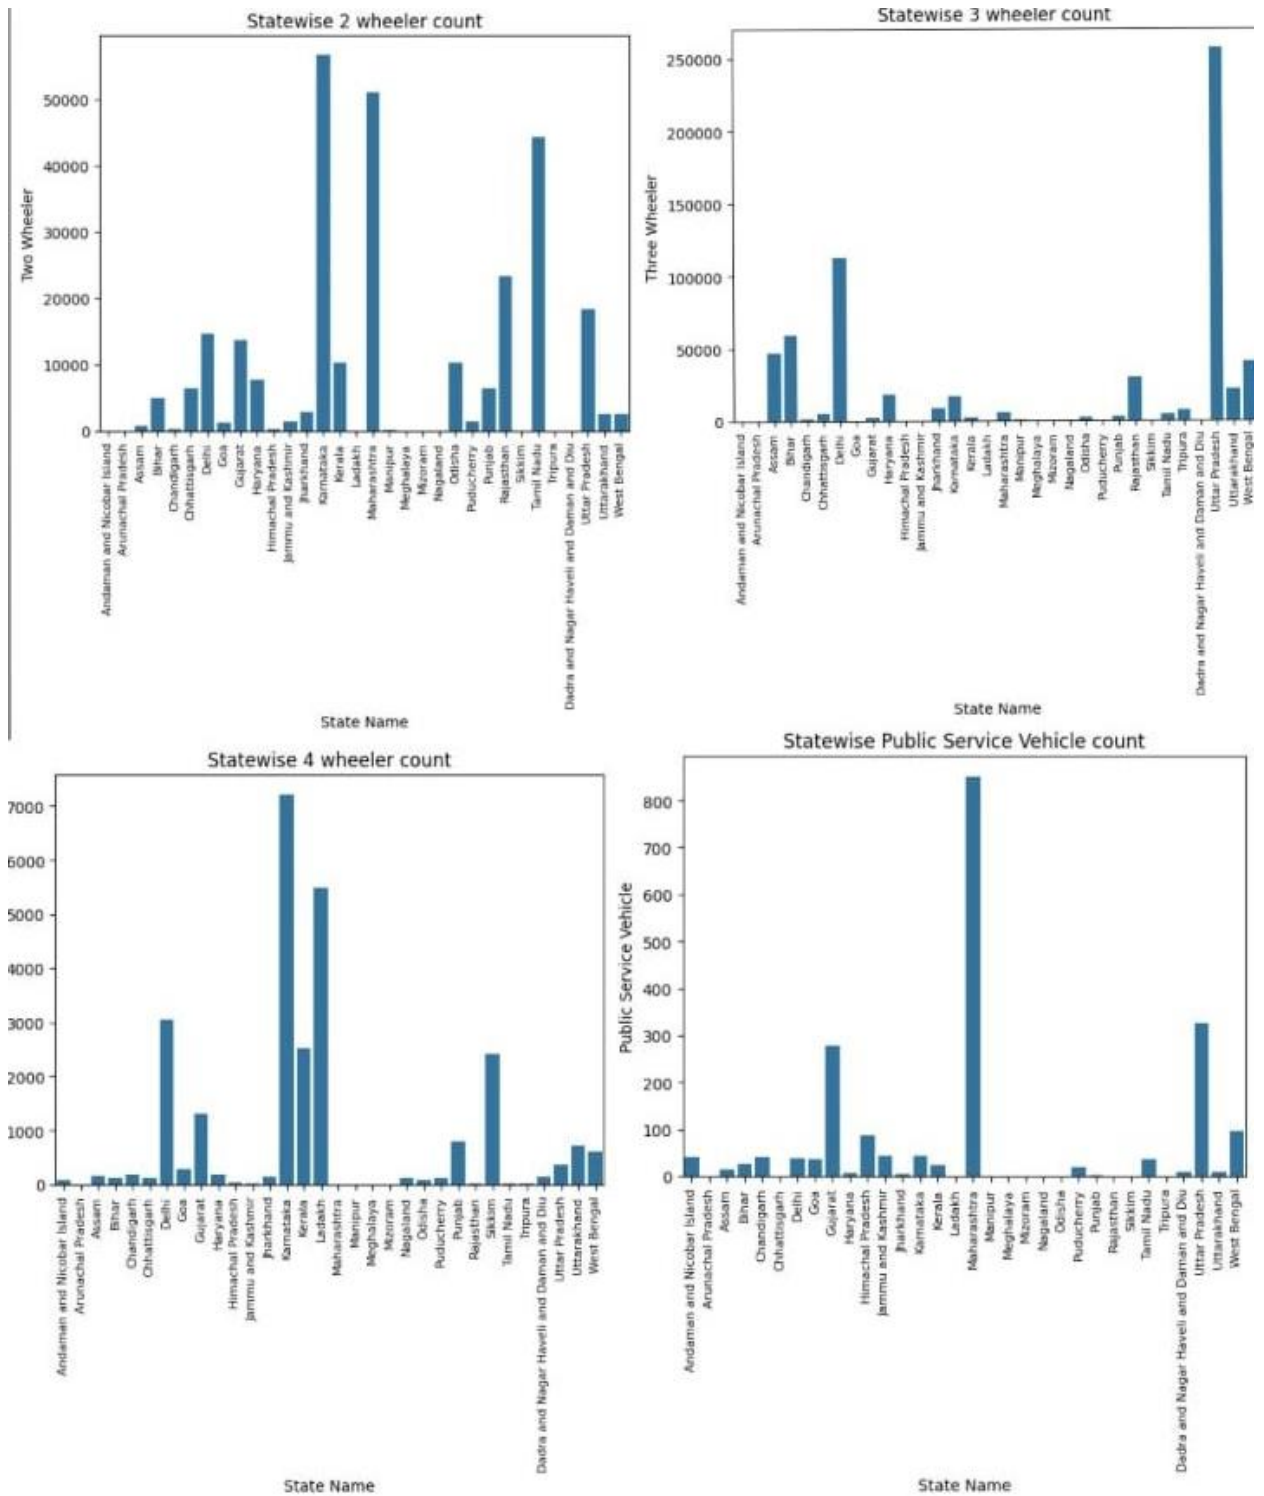 Statewise 2 wheeler count
Two Wheeler
50000
40000
30000
20000
10000
0
Andaman and Nicobar Island
Arunachal Pradesh
Assam
Bihar
Chandigarh
Chhattisgarh
Delhi
Goa
Gujarat
Haryana
Himachal Pradesh
Jammu and Kashmir
Jharkhand
Karnataka
Kerala
Ladakh
Maharashtra
Manipur
Meghalaya
Mizoram
Nagaland
Odisha
Puducherry
Punjab
Rajasthan
Sikkim
Tamil Nadu
Tripura
Dadra and Nagar Haveli and Daman and Diu
Uttar Pradesh
Uttarakhand
West Bengal
State Name
Statewise 3 wheeler count
Three Wheeler
250000
200000
150000
100000
50000
0
Andaman and Nicobar Island
Arunachal Pradesh
Assam
Bihar
Chandigarh
Chhattisgarh
Delhi
Goa
Gujarat
Haryana
Himachal Pradesh
Jammu and Kashmir
Jharkhand
Karnataka
Kerala
Ladakh
Maharashtra
Manipur
Meghalaya
Mizoram
Nagaland
Odisha
Puducherry
Punjab
Rajasthan
Sikkim
Tamil Nadu
Tripura
Dadra and Nagar Haveli and Daman and Diu
Uttar Pradesh
Uttarakhand
West Bengal
State Name
Statewise 4 wheeler count
7000
6000
5000
4000
3000
2000
1000
0
Andaman and Nicobar Island
Arunachal Pradesh
Assam
Bihar
Chandigarh
Chhattisgarh
Delhi
Goa
Gujarat
Haryana
Himachal Pradesh
Jammu and Kashmir
Jharkhand
Karnataka
Kerala
Ladakh
Maharashtra
Manipur
Meghalaya
Mizoram
Nagaland
Odisha
Puducherry
Punjab
Rajasthan
Sikkim
Tamil Nadu
Tripura
Dadra and Nagar Haveli and Daman and Diu
Uttar Pradesh
Uttarakhand
West Bengal
State Name
Statewise Public Service Vehicle count
Public Service Vehicle
800
700
600
500
400
300
200
100
0
Andaman and Nicobar Island
Arunachal Pradesh
Assam
Bihar
Chandigarh
Chhattisgarh
Delhi
Goa
Gujarat
Haryana
Himachal Pradesh
Jammu and Kashmir
Jharkhand
Karnataka
Kerala
Ladakh
Maharashtra
Manipur
Meghalaya
Mizoram
Nagaland
Odisha
Puducherry
Punjab
Rajasthan
Sikkim
Tamil Nadu
Tripura
Dadra and Nagar Haveli and Daman and Diu
Uttar Pradesh
Uttarakhand
West Bengal
State Name